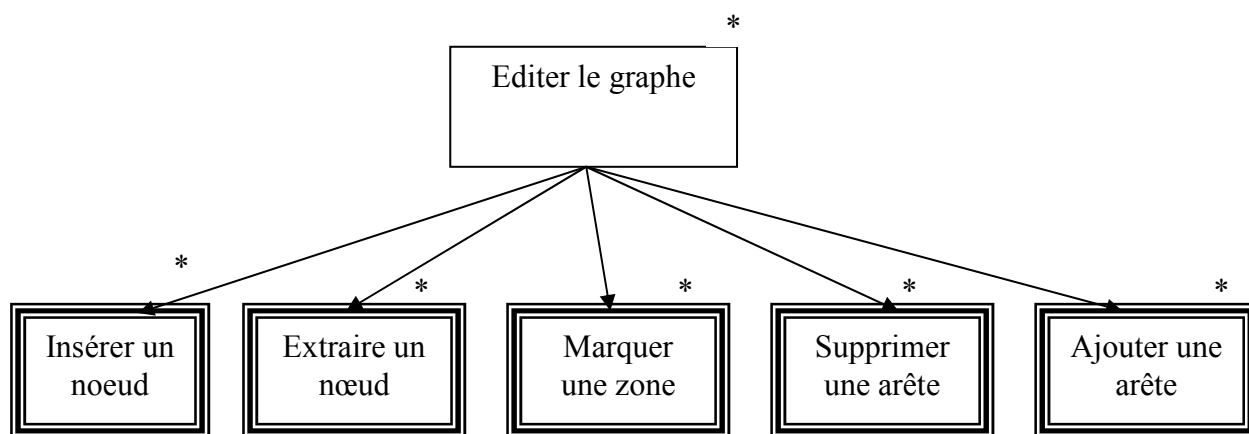 *
Editer le graphe
*
*
*
*
*
Insérer un
noeud
Extraire un
nœud
Marquer
une zone
Supprimer
une arête
Ajouter une
arête